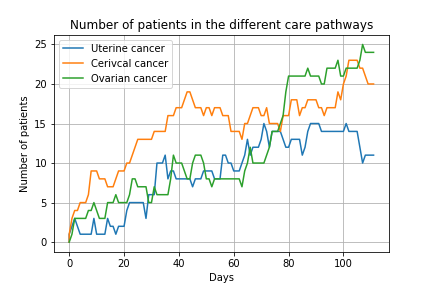 Number of patients in the different care pathways
Uterine cancer
Cerivcal cancer
Ovarian cancer
25
20
15
10
5
0
Number of patients
0 20 40 60 80 100
Days